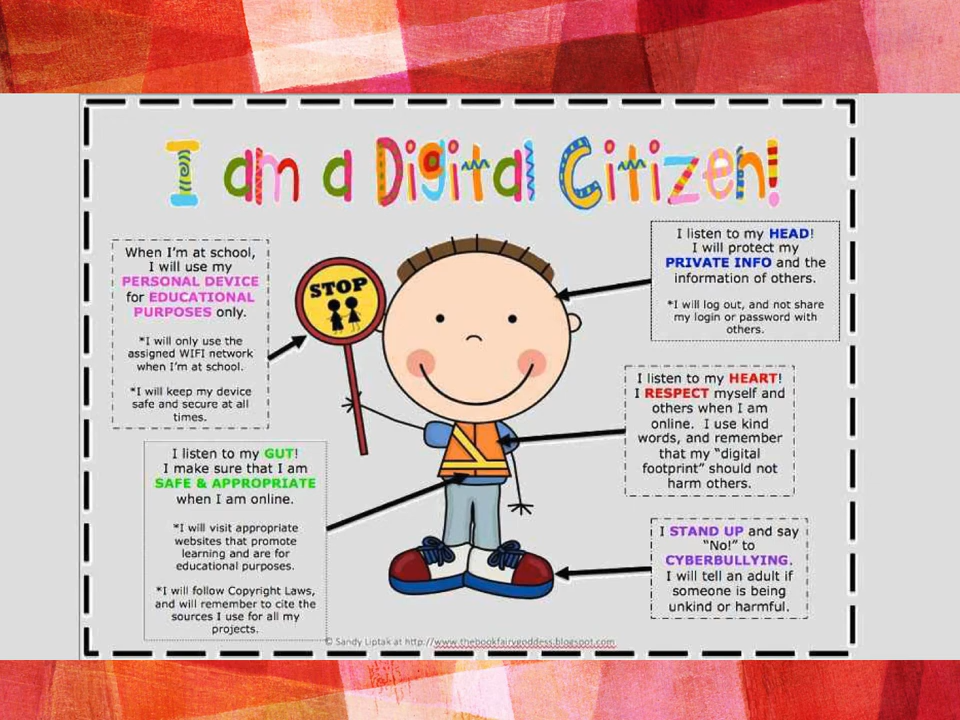 I am a Digital Citizen!
When I'm at school,
I will use my
PERSONAL DEVICE
for EDUCATIONAL
PURPOSES only.
*I will only use the
assigned WIFI network
when I'm at school.
*I will keep my device
safe and secure at all
times.
STOP
I listen to my HEAD!
I will protect my
PRIVATE INFO and the
information of others.
*I will log out, and not share
my login or password with
others.
I listen to my HEART!
I RESPECT myself and
others when I am
online. I use kind
words, and remember
that my “digital
footprint” should not
harm others.
I listen to my GUT!
I make sure that I am
SAFE & APPROPRIATE
when I am online.
*I will visit appropriate
websites that promote
learning and are for
educational purposes.
*I will follow Copyright Laws,
and will remember to cite the
sources I use for all my
projects.
I STAND UP and say
“No!” to
CYBERBULLYING.
I will tell an adult if
someone is being
unkind or harmful.
© Sandy Liptak at http://www.thebookfairygoddess.blogspot.com